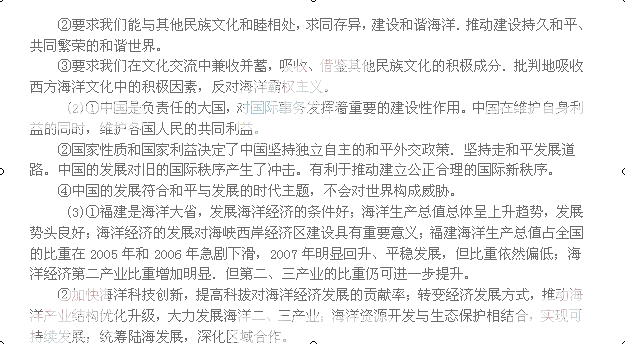 ②要求我们能与其他民族文化和睦相处，求同存异，建设和谐海洋．推动建设持久和平、
共同繁荣的和谐世界。
③要求我们在文化交流中兼收并蓄，吸收、借鉴其他民族文化的积极成分．批判地吸收
西方海洋文化中的积极因素，反对海洋霸权主义。
(2)①中国是负责任的大国，对国际事务发挥着重要的建设性作用。中国在维护自身利
益的同时，维护各国人民的共同利益。
②国家性质和国家利益决定了中国坚持独立自主的和平外交政策．坚持走和平发展道
路。中国的发展对旧的国际秩序产生了冲击。有利于推动建立公正合理的国际新秩序。
④中国的发展符合和平与发展的时代主题，不会对世界构成威胁。
(3)①福建是海洋大省，发展海洋经济的条件好；海洋生产总值总体呈上升趋势，发展
势头良好；海洋经济的发展对海峡西岸经济区建设具有重要意义；福建海洋生产总值占全国
的比重在 2005 年和 2006 年急剧下滑，2007 年明显回升、平稳发展，但比重依然偏低；海
洋经济第二产业比重增加明显．但第二、三产业的比重仍可进一步提升。
②加快海洋科技创新，提高科拔对海洋经济发展的贡献率；转变经济发展方式，推动海
洋产业结构优化升级，大力发展海洋二、三产业；海洋资源开发与生态保护相结合，实现可
持续发展；统筹陆海发展，深化区域合作。